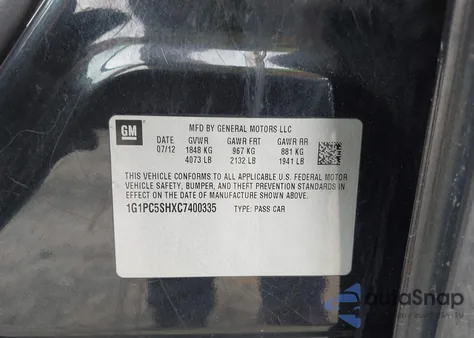 GM
MFD BY GENERAL MOTORS LLC
DATE GVWR GAWR FRT GAWR RR
07/12 1848 KG 967 KG 881 KG
4073 LB 2132 LB 1941 LB
THIS VEHICLE CONFORMS TO ALL APPLICABLE U.S. FEDERAL MOTOR
VEHICLE SAFETY, BUMPER, AND THEFT PREVENTION STANDARDS IN
EFFECT ON THE DATE OF MANUFACTURE SHOWN ABOVE.
1G1PC5SHXC7400335 TYPE: PASS CAR
autoSnap